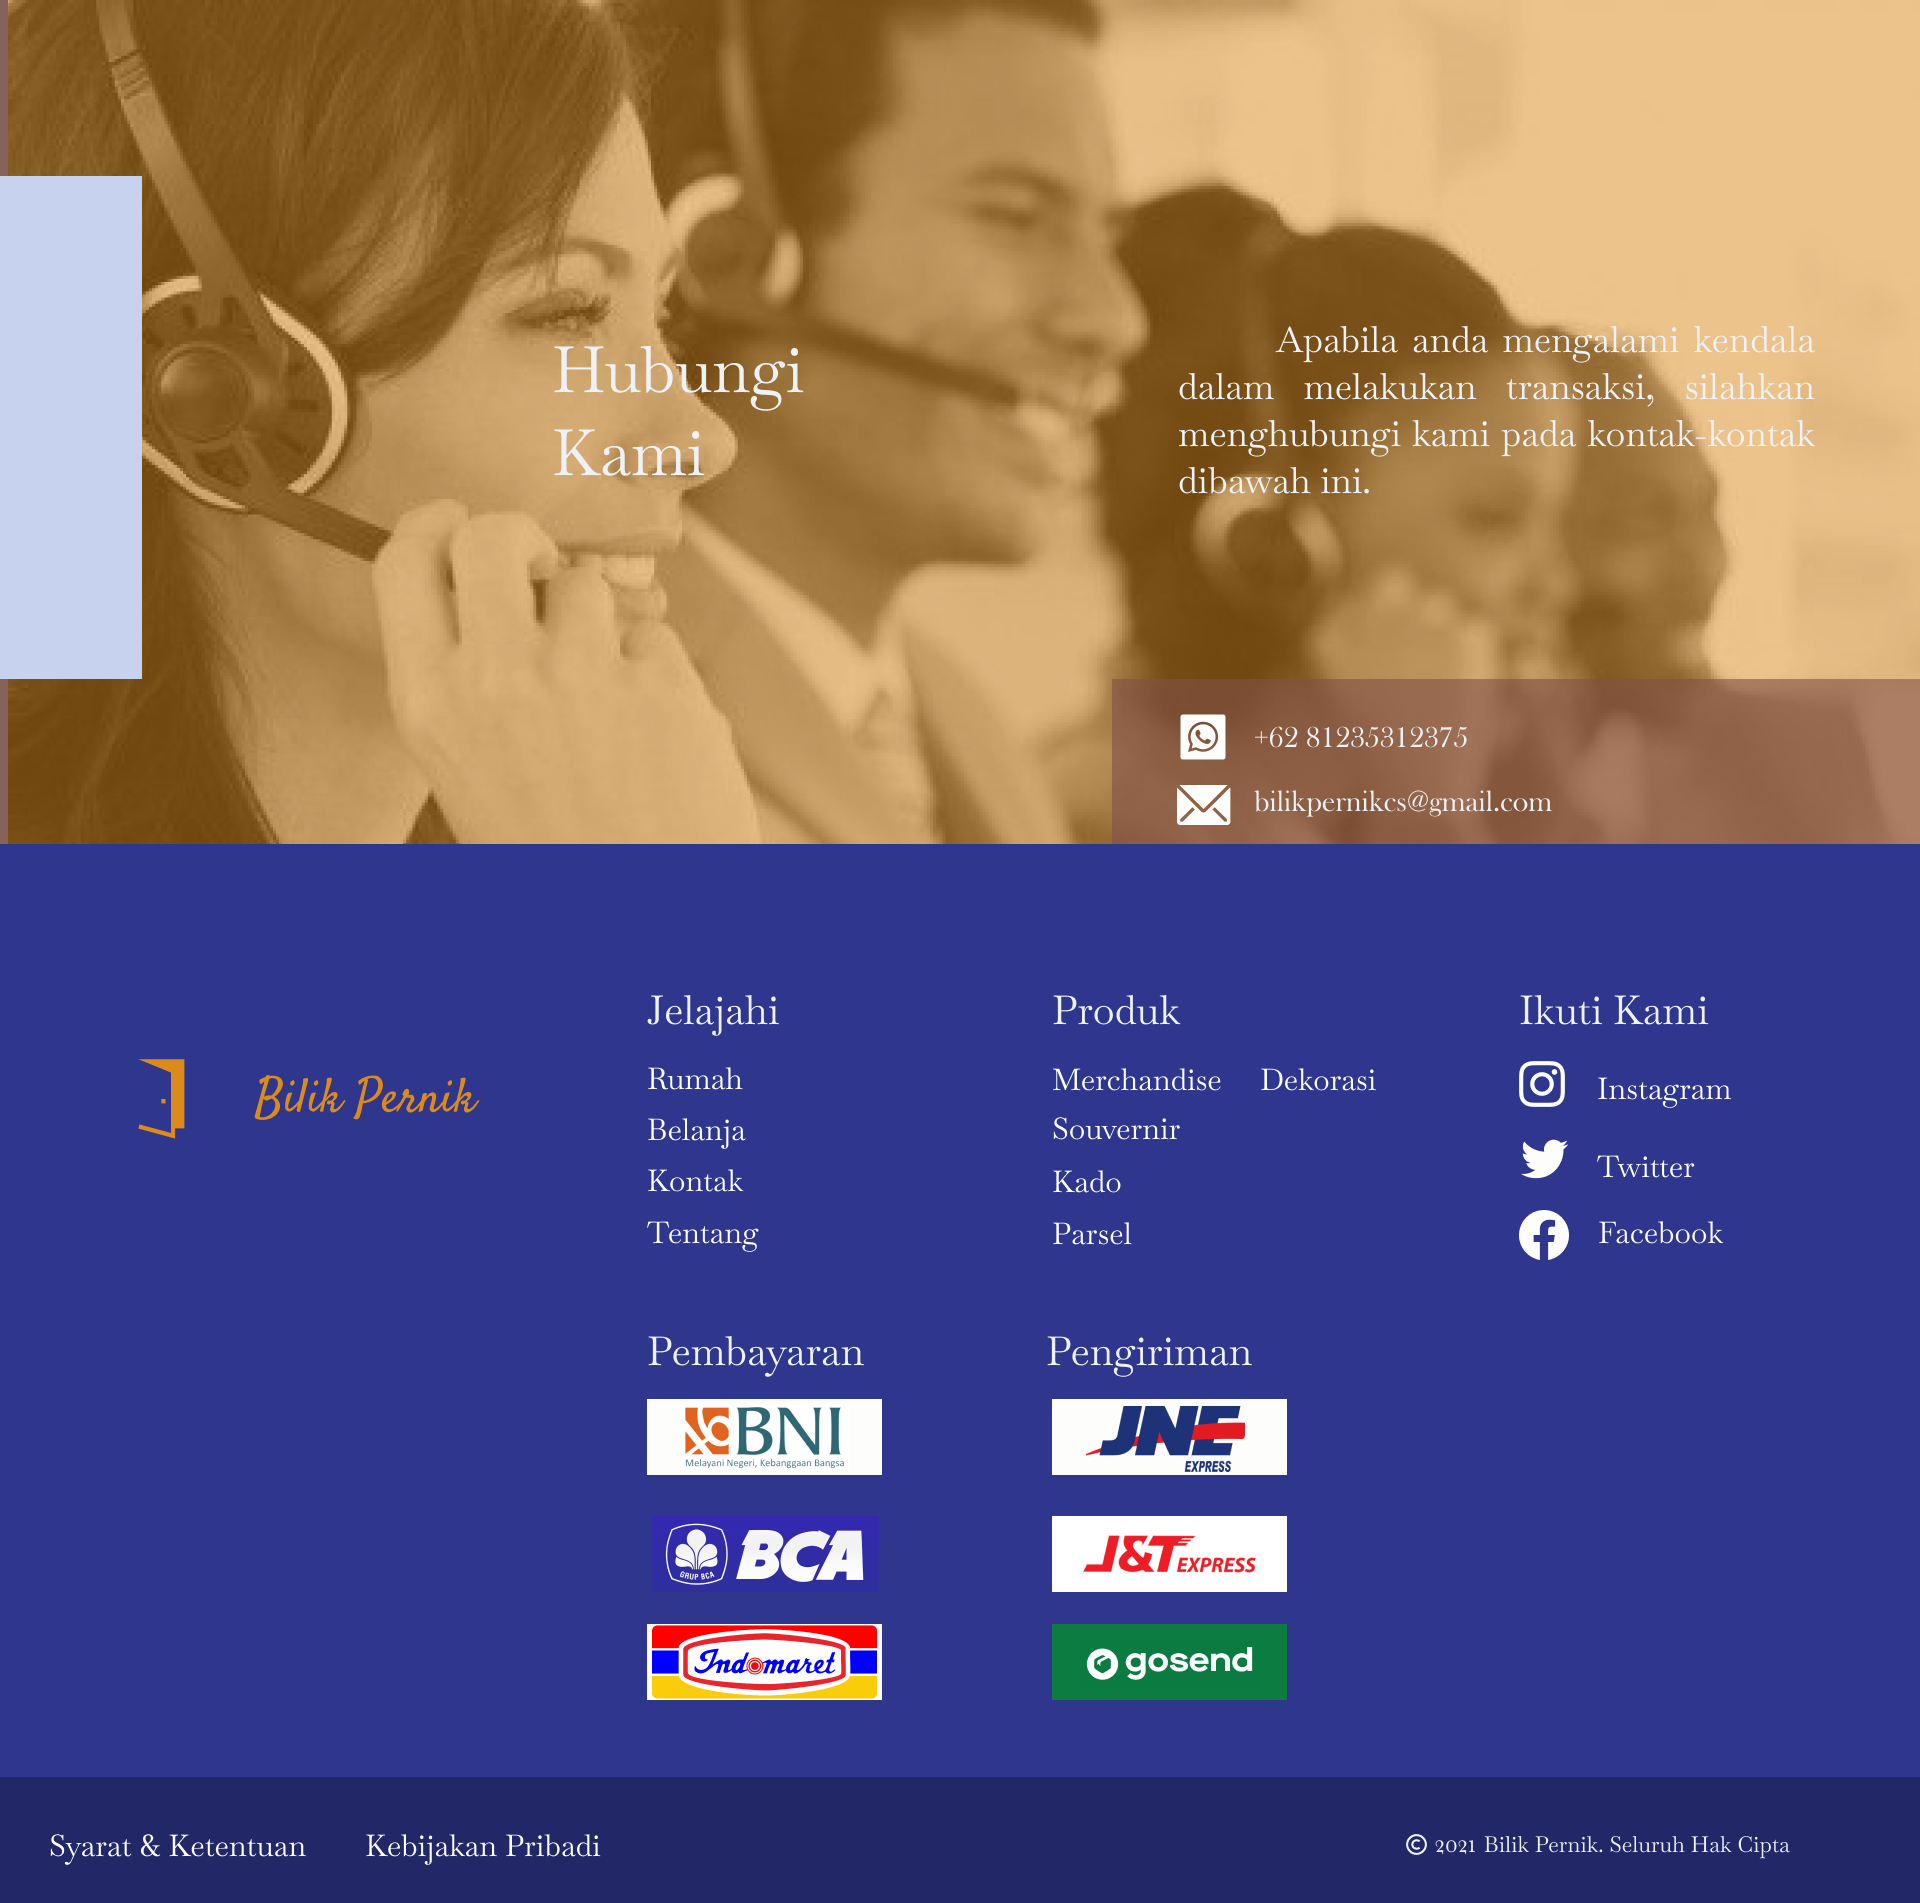 Hubungi
Kami
Apabila anda mengalami kendala
dalam melakukan transaksi, silahkan
menghubungi kami pada kontak-kontak
dibawah ini.
+62 81235312375
bilikpernikcs@gmail.com
Bilik Pernik
Jelajahi
Rumah
Belanja
Kontak
Tentang
Produk
Merchandise Dekorasi
Souvernir
Kado
Parsel
Ikuti Kami
Instagram
Twitter
Facebook
Pembayaran
BNI
Melayani Negeri, Kebanggaan Bangsa
GRUP BCA
BCA
Indomaret
Pengiriman
JNE
EXPRESS
J&T EXPRESS
gosend
Syarat & Ketentuan
Kebijakan Pribadi
© 2021 Bilik Pernik. Seluruh Hak Cipta